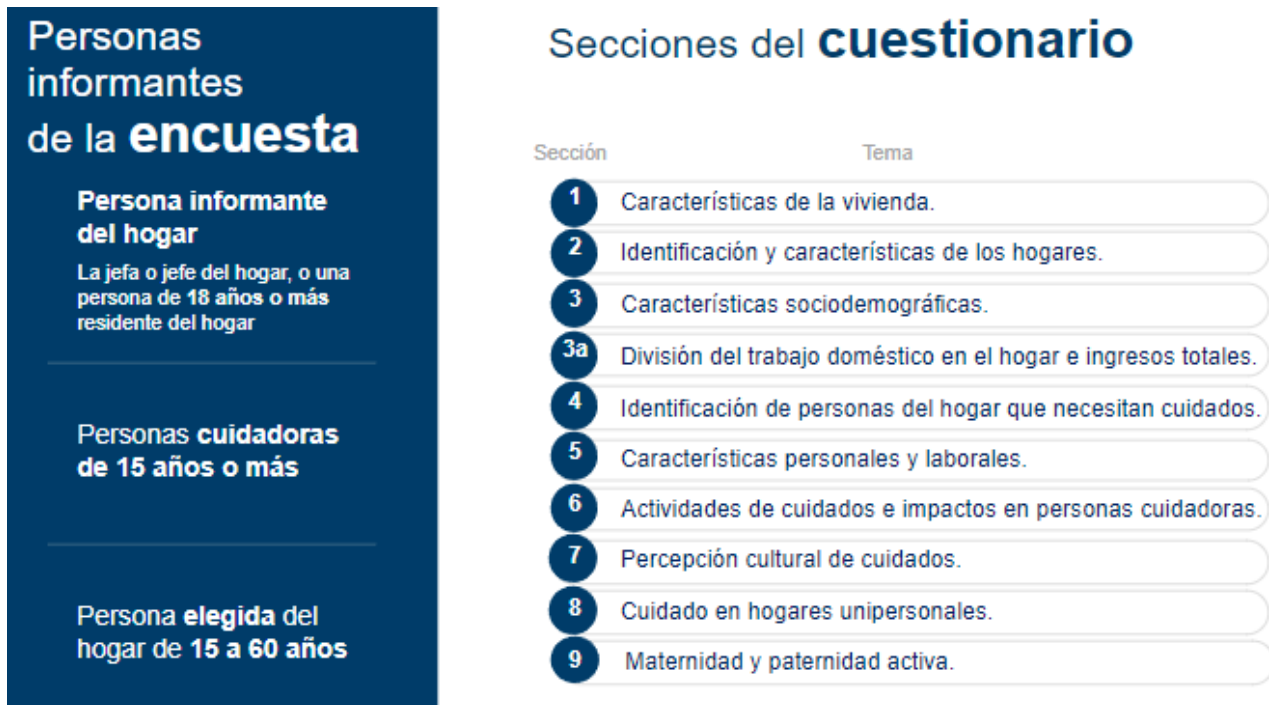 Personas
informantes
de la encuesta
Persona informante
del hogar
La jefa o jefe del hogar, o una
persona de 18 años o más
residente del hogar
Personas cuidadoras
de 15 años o más
Persona elegida del
hogar de 15 a 60 años
Secciones del cuestionario
Sección Tema
1 Características de la vivienda.
2 Identificación y características de los hogares.
3 Características sociodemográficas.
3a División del trabajo doméstico en el hogar e ingresos totales.
4 Identificación de personas del hogar que necesitan cuidados.
5 Características personales y laborales.
6 Actividades de cuidados e impactos en personas cuidadoras.
7 Percepción cultural de cuidados.
8 Cuidado en hogares unipersonales.
9 Maternidad y paternidad activa.